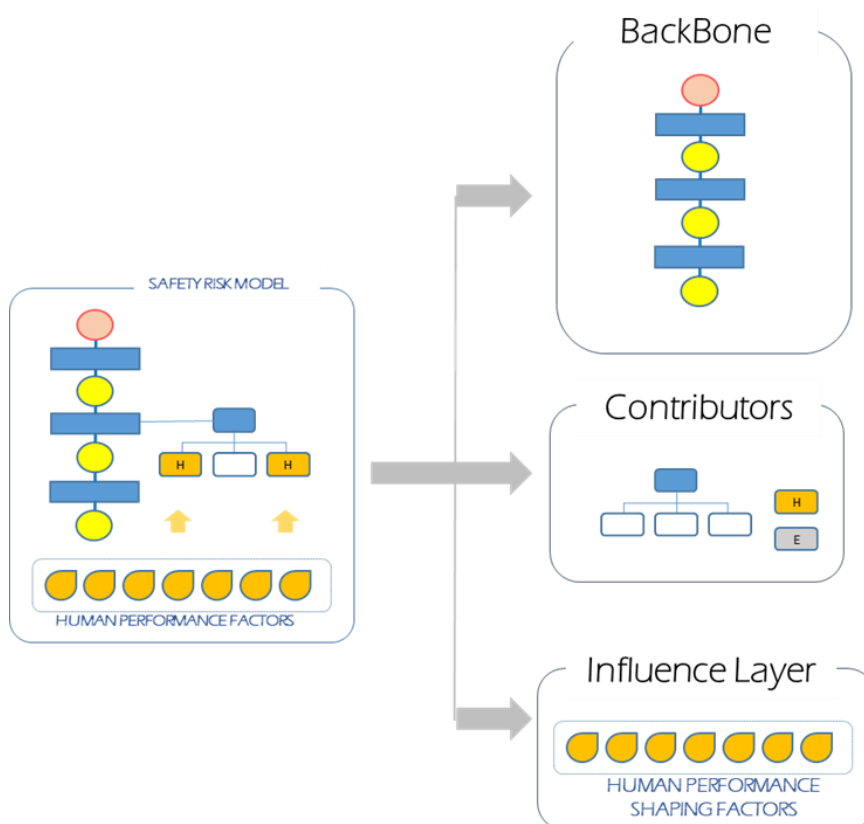 BackBone
SAFETY RISK MODEL
H
H
HUMAN PERFORMANCE FACTORS
Contributors
H
E
Influence Layer
HUMAN PERFORMANCE
SHAPING FACTORS